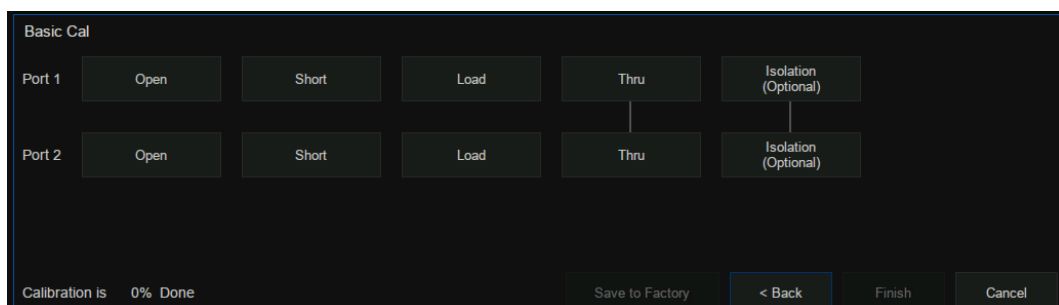 Basic Cal
Port 1 Open Short Load Thru Isolation
(Optional)
Port 2 Open Short Load Thru Isolation
(Optional)
Calibration is 0% Done Save to Factory < Back Finish Cancel